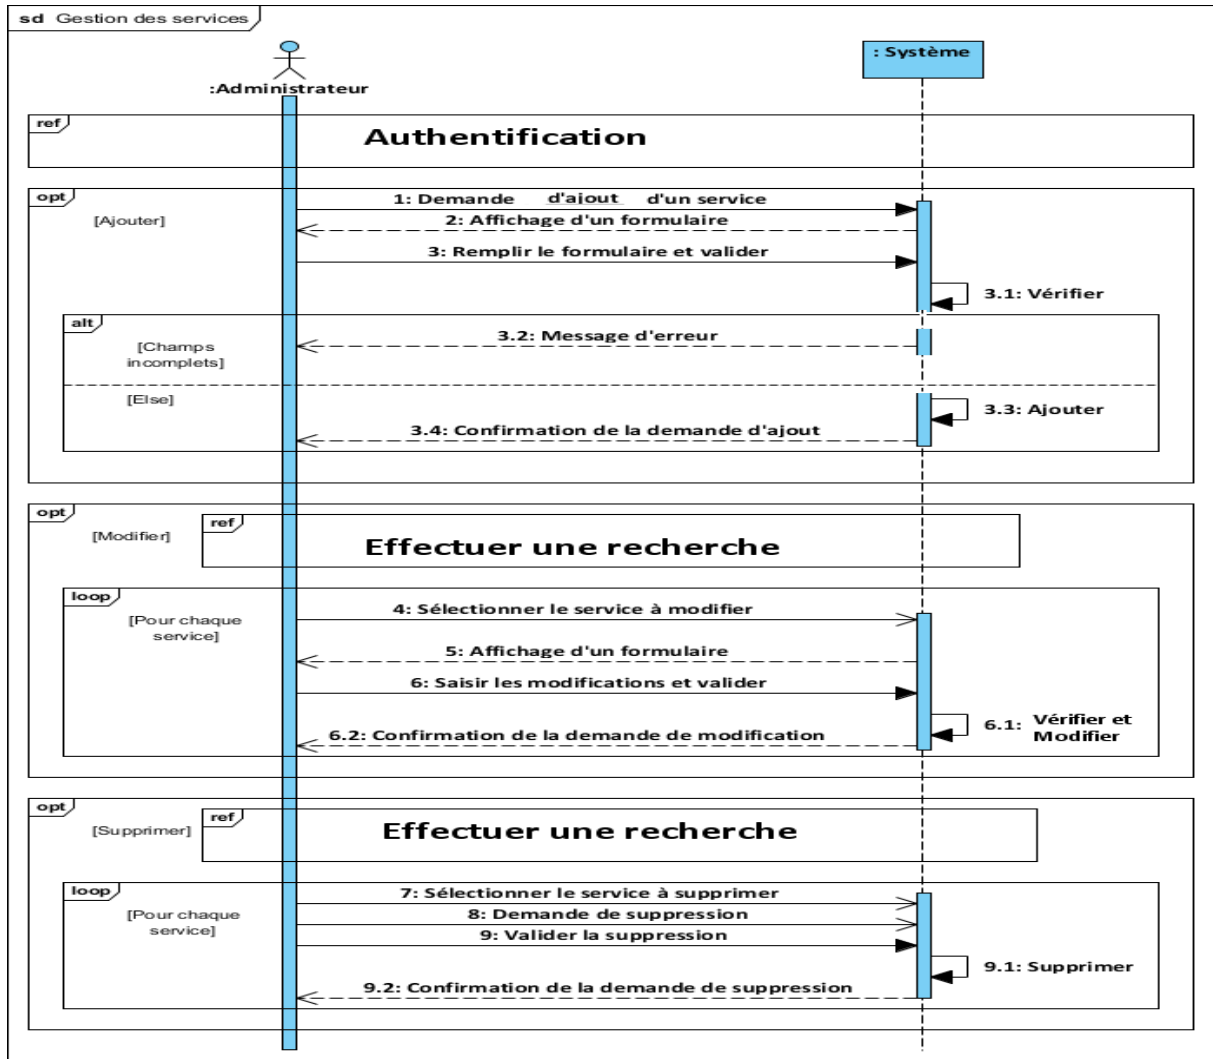 sd Gestion des services
: Système
:Administrateur
ref
Authentification
opt
[Ajouter]
1: Demande d'ajout d'un service
2: Affichage d'un formulaire
3: Remplir le formulaire et valider
3.1: Vérifier
alt
[Champs
incomplets]
3.2: Message d'erreur
[Else]
3.3: Ajouter
3.4: Confirmation de la demande d'ajout
opt
[Modifier]
ref
Effectuer une recherche
loop
[Pour chaque
service]
4: Sélectionner le service à modifier
5: Affichage d'un formulaire
6: Saisir les modifications et valider
6.1: Vérifier et
Modifier
6.2: Confirmation de la demande de modification
opt
[Supprimer]
ref
Effectuer une recherche
loop
[Pour chaque
service]
7: Sélectionner le service à supprimer
8: Demande de suppression
9: Valider la suppression
9.1: Supprimer
9.2: Confirmation de la demande de suppression